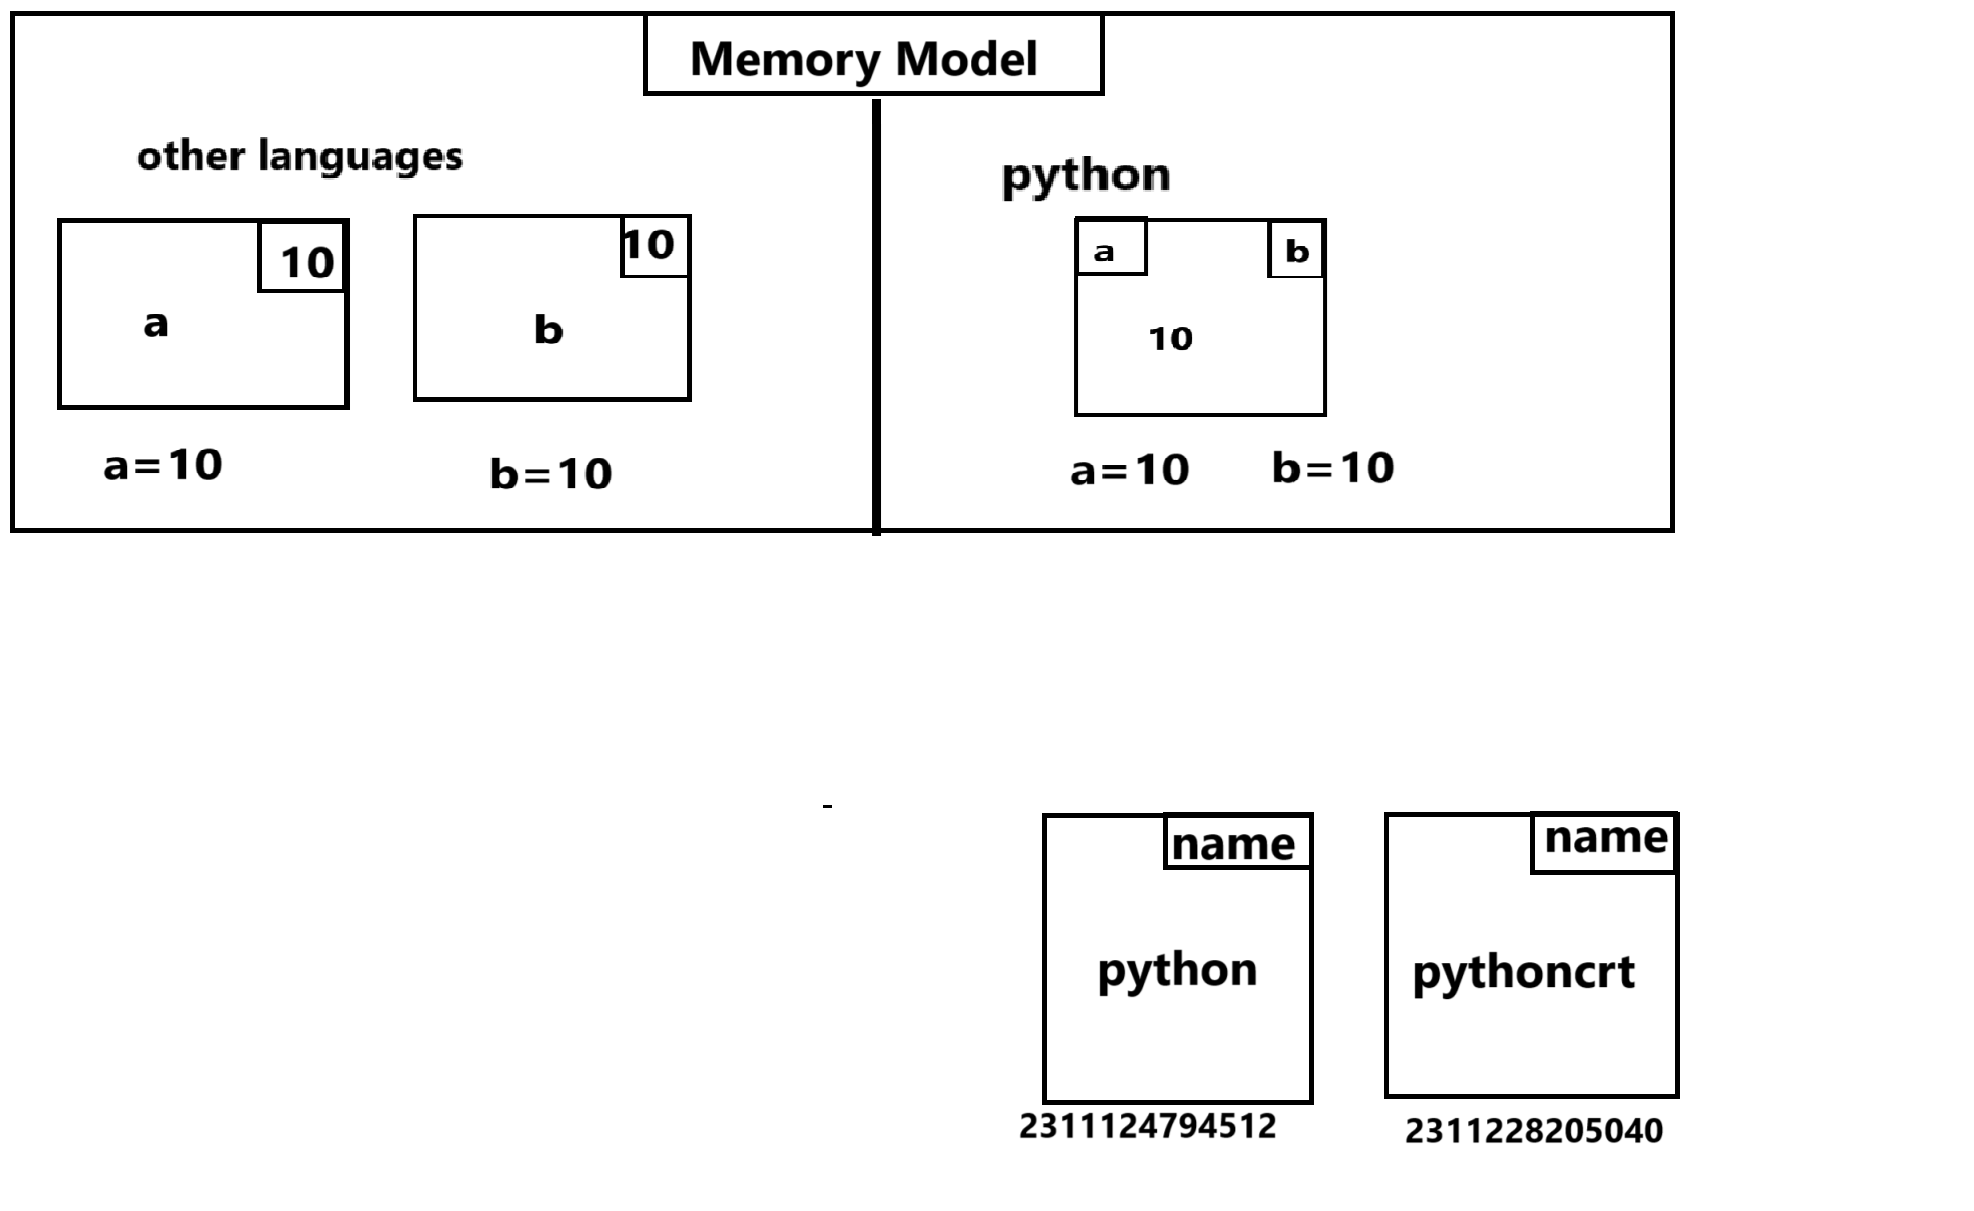 Memory Model
other languages
10
a
a=10
10
b
b=10
python
a
b
10
a=10
b=10
name
python
2311124794512
name
pythoncrt
2311228205040